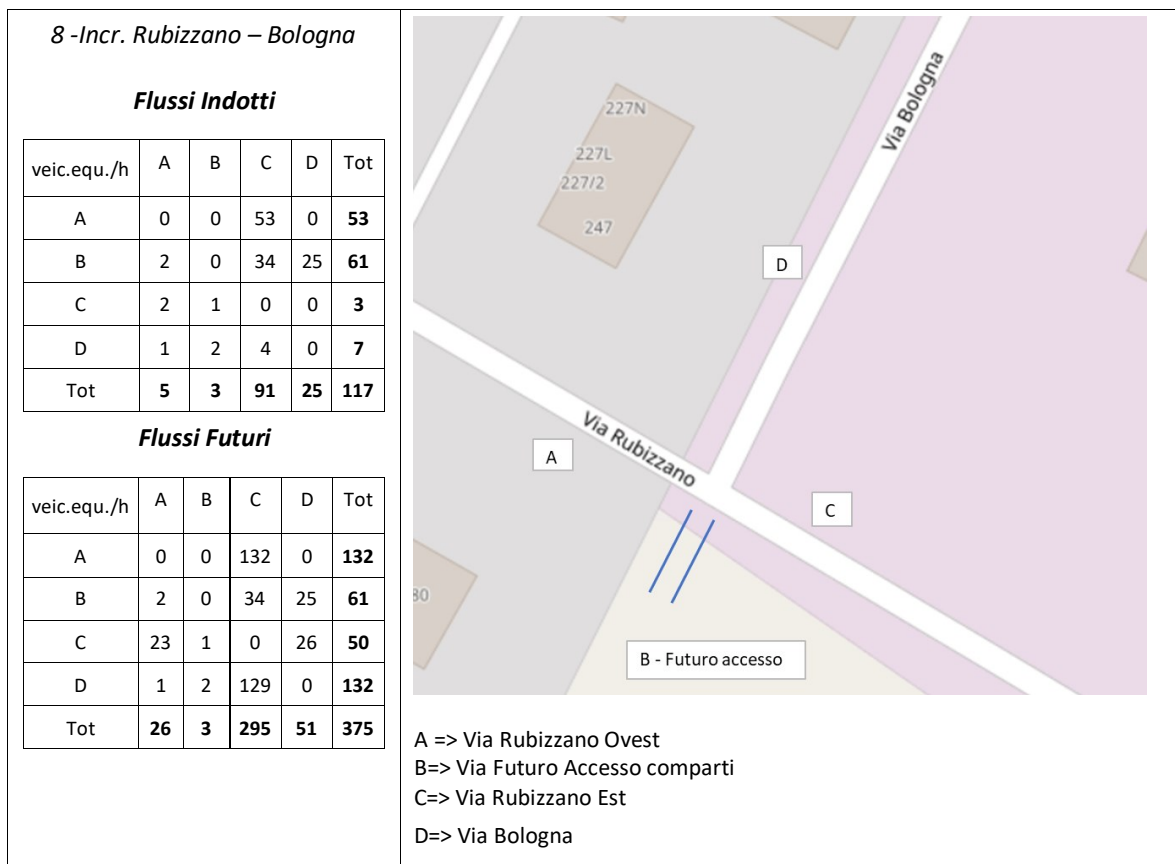 8 -Incr. Rubizzano – Bologna
Flussi Indotti
veic.equ./h A B C D Tot
A 0 0 53 0 53
B 2 0 34 25 61
C 2 1 0 0 3
D 1 2 4 0 7
Tot 5 3 91 25 117
Flussi Futuri
veic.equ./h A B C D Tot
A 0 0 132 0 132
B 2 0 34 25 61
C 23 1 0 26 50
D 1 2 129 0 132
Tot 26 3 295 51 375
227N
227L
227/2
247
Via Bologna
D
Via Rubizzano
A
C
80
B - Futuro accesso
A => Via Rubizzano Ovest
B=> Via Futuro Accesso comparti
C=> Via Rubizzano Est
D=> Via Bologna